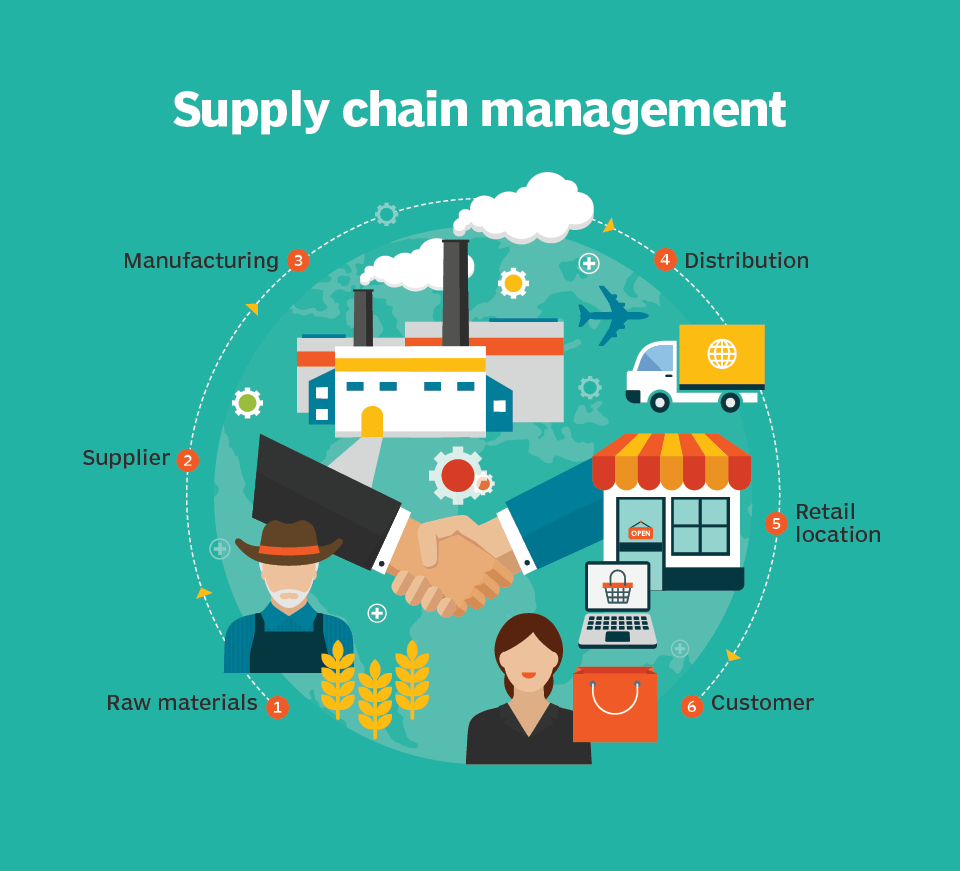 Supply chain management
Manufacturing 3
4 Distribution
Supplier 2
5 Retail
location
OPEN
Raw materials 1
6 Customer